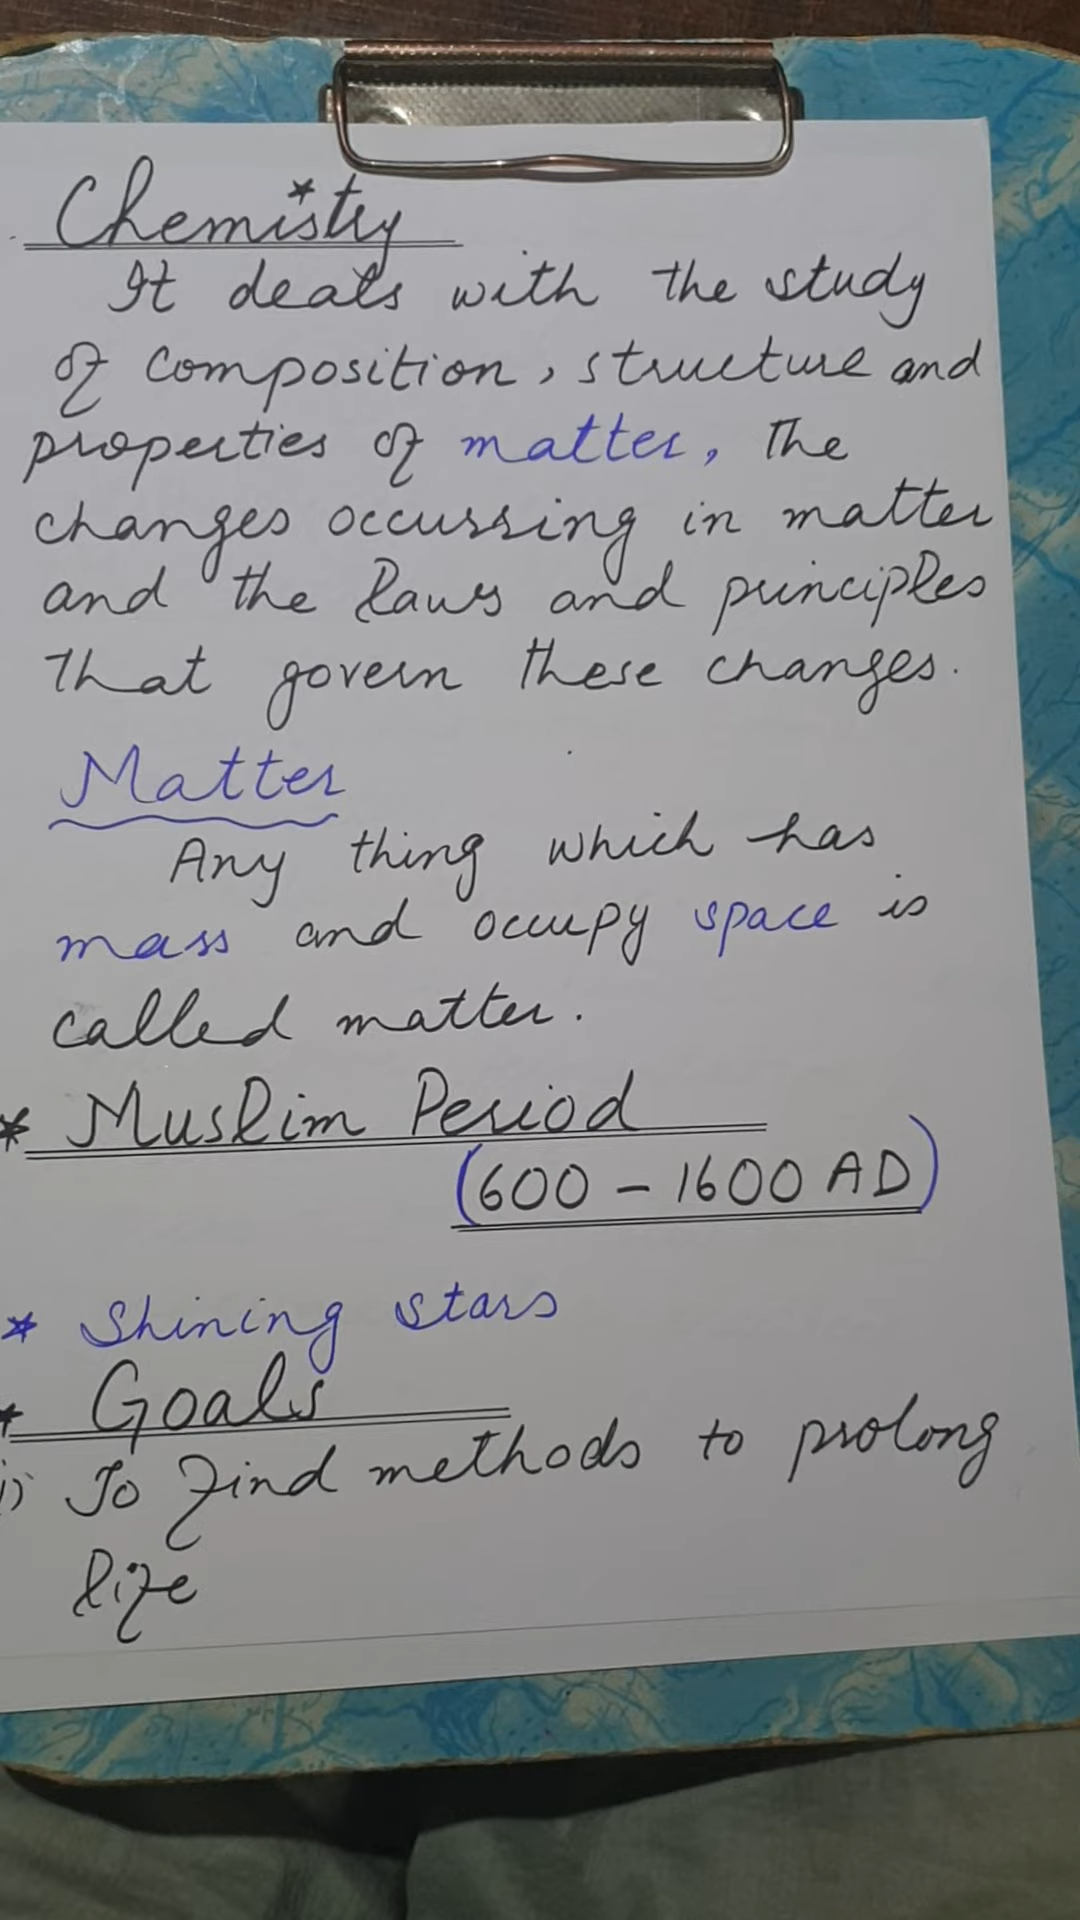 Chemistry
It deals with the study
of composition, structure and
properties of matter, the
changes occurring in matter
and the laws and principles
that govern these changes.
Matter
Any thing which has
mass and occupy space is
called matter.
* Muslim Period
(600 - 1600 AD)
* Shining stars
* Goals
i) To find methods to prolong
life